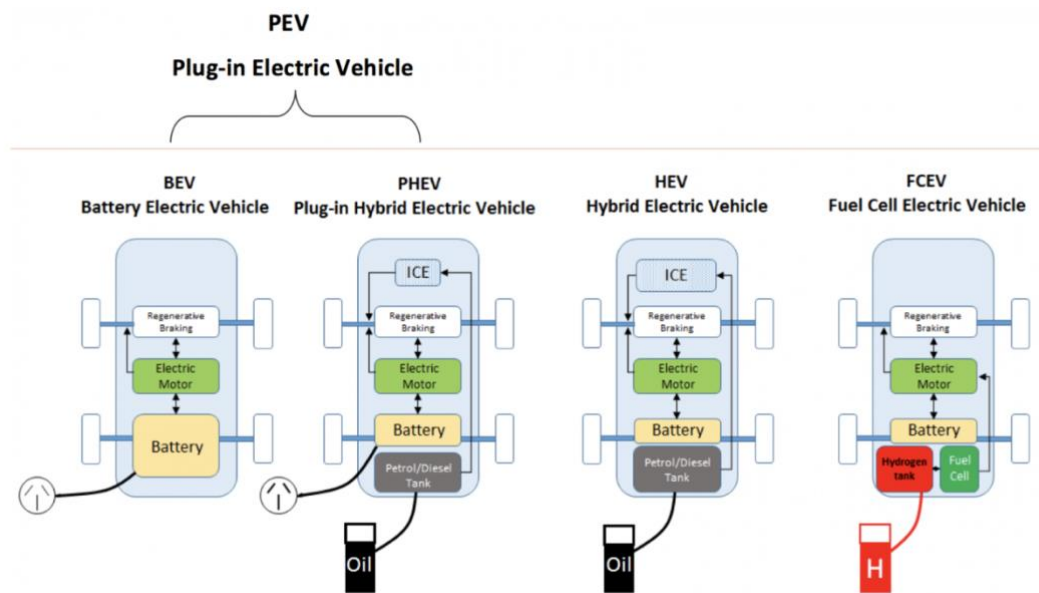 PEV
Plug-in Electric Vehicle
BEV
Battery Electric Vehicle
PHEV
Plug-in Hybrid Electric Vehicle
HEV
Hybrid Electric Vehicle
FCEV
Fuel Cell Electric Vehicle
Regenerative
Braking
Electric
Motor
Battery
ICE
Regenerative
Braking
Electric
Motor
Battery
Petrol/Diesel
Tank
Oil
ICE
Regenerative
Braking
Electric
Motor
Battery
Petrol/Diesel
Tank
Oil
Regenerative
Braking
Electric
Motor
Battery
Hydrogen
tank
Fuel
Cell
H